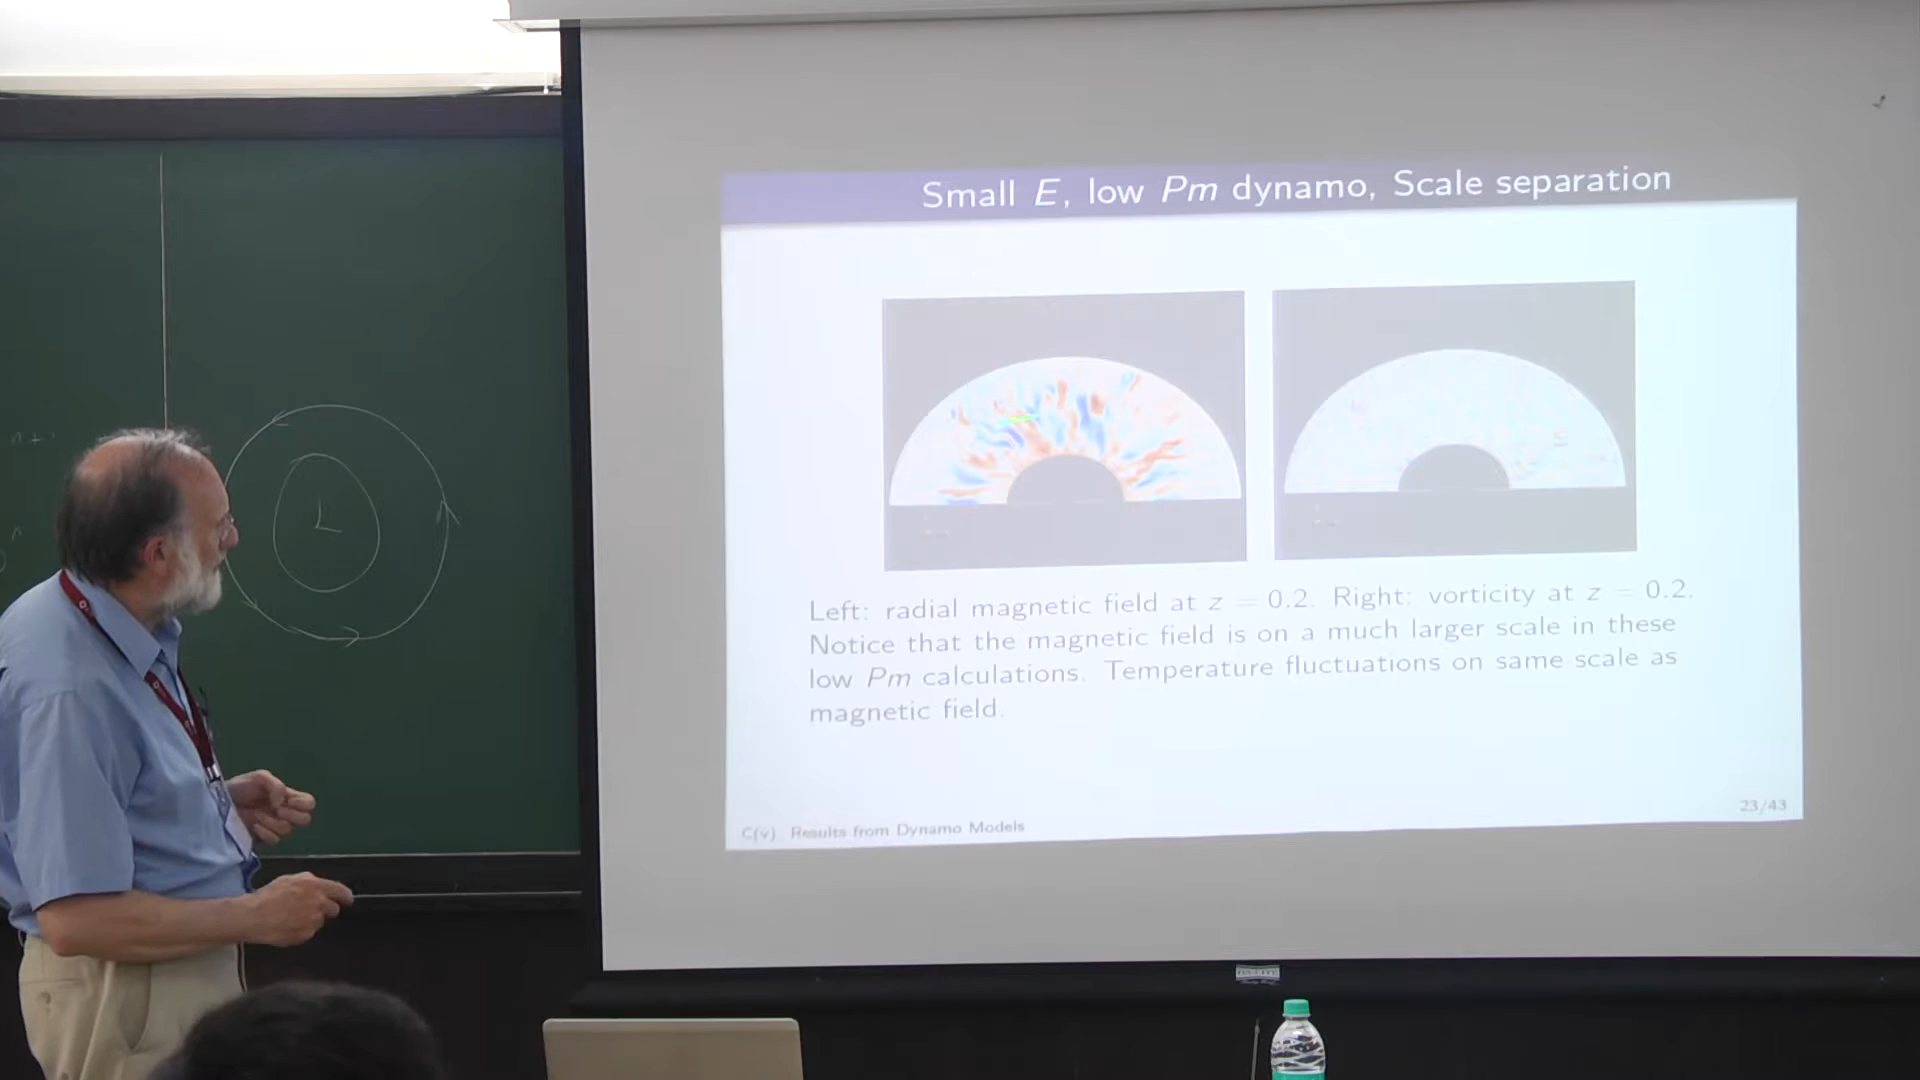 Small E, low Pm dynamo, Scale separation
Left: radial magnetic field at z = 0.2. Right: vorticity at z = 0.2.
Notice that the magnetic field is on a much larger scale in these
low Pm calculations. Temperature fluctuations on same scale as
magnetic field.
23/43
C(v) Results from Dynamo Models
L